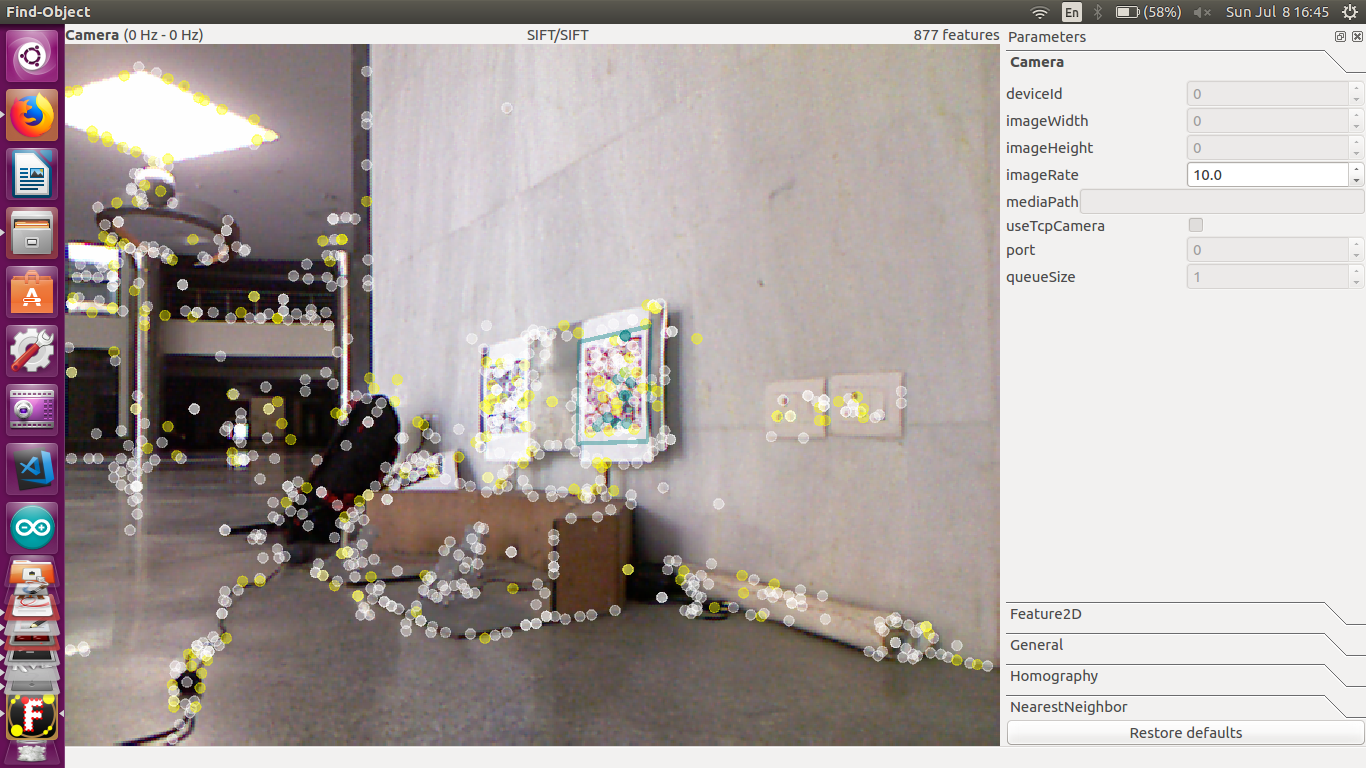 Find-Object
En
(58%)
Sun Jul 8 16:45
Camera (0 Hz - 0 Hz)
SIFT/SIFT
877 features
Parameters
Camera
deviceId
0
imageWidth
0
imageHeight
0
imageRate
10.0
mediaPath
useTcpCamera
port
0
queueSize
1
Feature2D
General
Homography
NearestNeighbor
Restore defaults